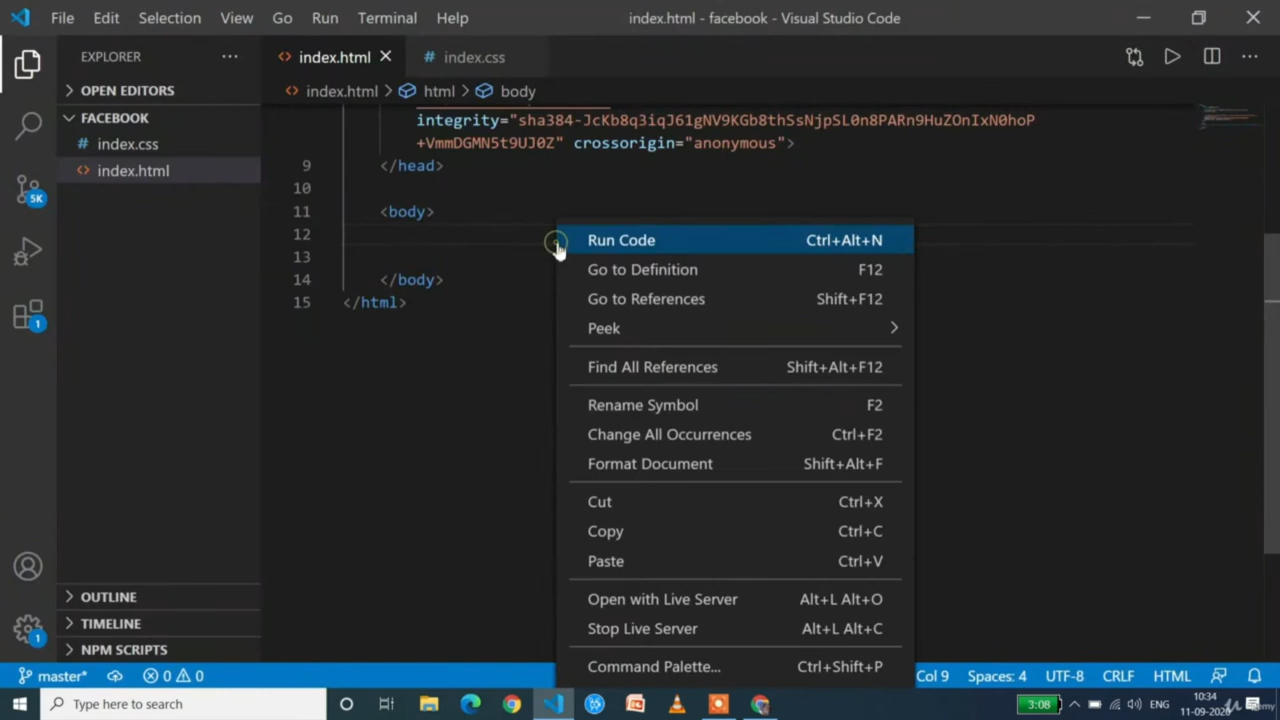 File Edit Selection View Go Run Terminal Help
index.html - facebook - Visual Studio Code
EXPLORER
index.html
# index.css
OPEN EDITORS
index.html > html > body
FACEBOOK
# index.css
index.html
integrity="sha384-JcKb8q3iqJ61gNV9KGb8thSsNjpSL0n8PARn9HuZOnIxN0hoP
+VmmDGMN5t9UJ0Z" crossorigin="anonymous">
9 </head>
10
11 <body>
12
13
14 </body>
15 </html>
5K
1
Run Code Ctrl+Alt+N
Go to Definition F12
Go to References Shift+F12
Peek
Find All References Shift+Alt+F12
Rename Symbol F2
Change All Occurrences Ctrl+F2
Format Document Shift+Alt+F
Cut Ctrl+X
Copy Ctrl+C
Paste Ctrl+V
Open with Live Server Alt+L Alt+O
Stop Live Server Alt+L Alt+C
Command Palette... Ctrl+Shift+P
OUTLINE
TIMELINE
1
NPM SCRIPTS
master* 0 0
Col 9 Spaces: 4 UTF-8 CRLF HTML
Type here to search
3:08
ENG
10:34
11-09-2020